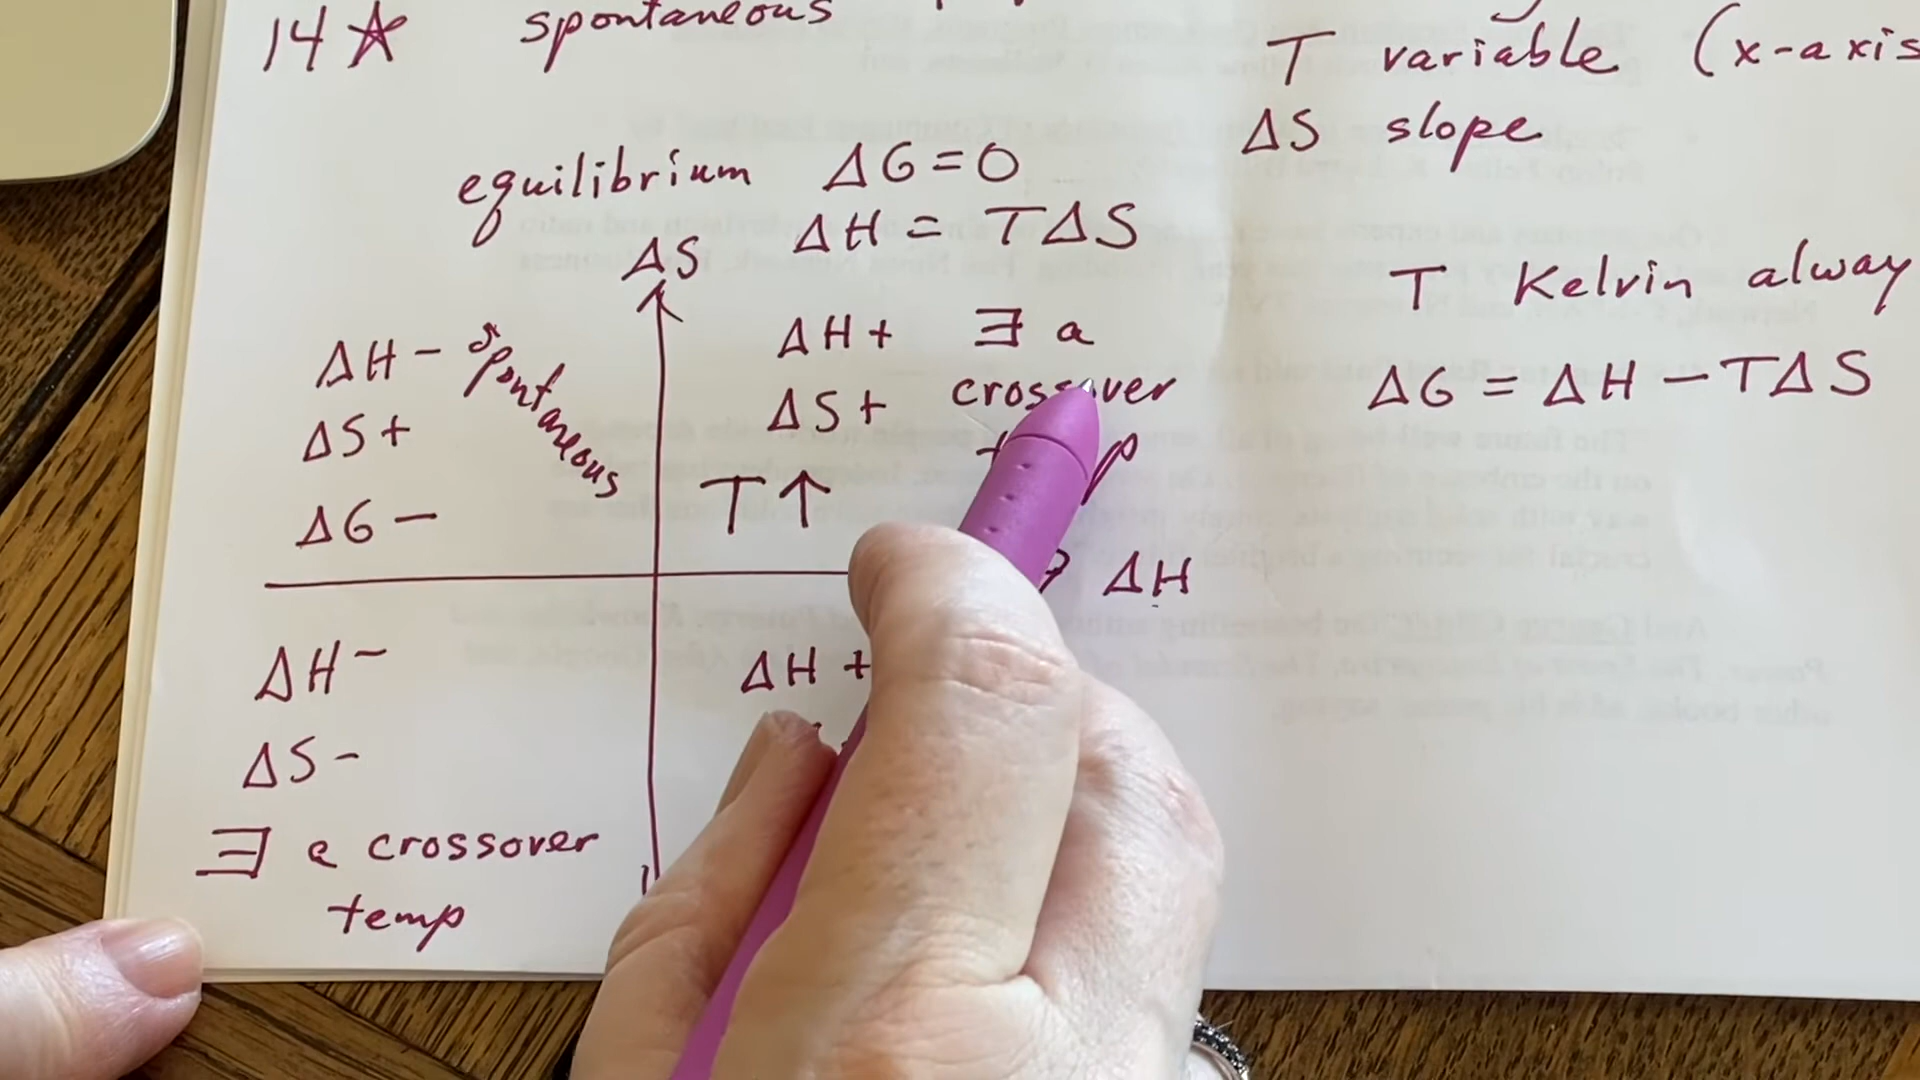 14 ☆ spontaneous
T variable (x-axis
ΔS slope
equilibrium ΔG = 0
ΔH = TΔS
ΔS
T Kelvin alway
ΔG = ΔH - TΔS
ΔH - spontaneous
ΔS +
ΔG -
ΔH + ∃ a
ΔS + crossover
T ↑
ΔH
ΔH -
ΔS -
∃ a crossover
temp
ΔH +